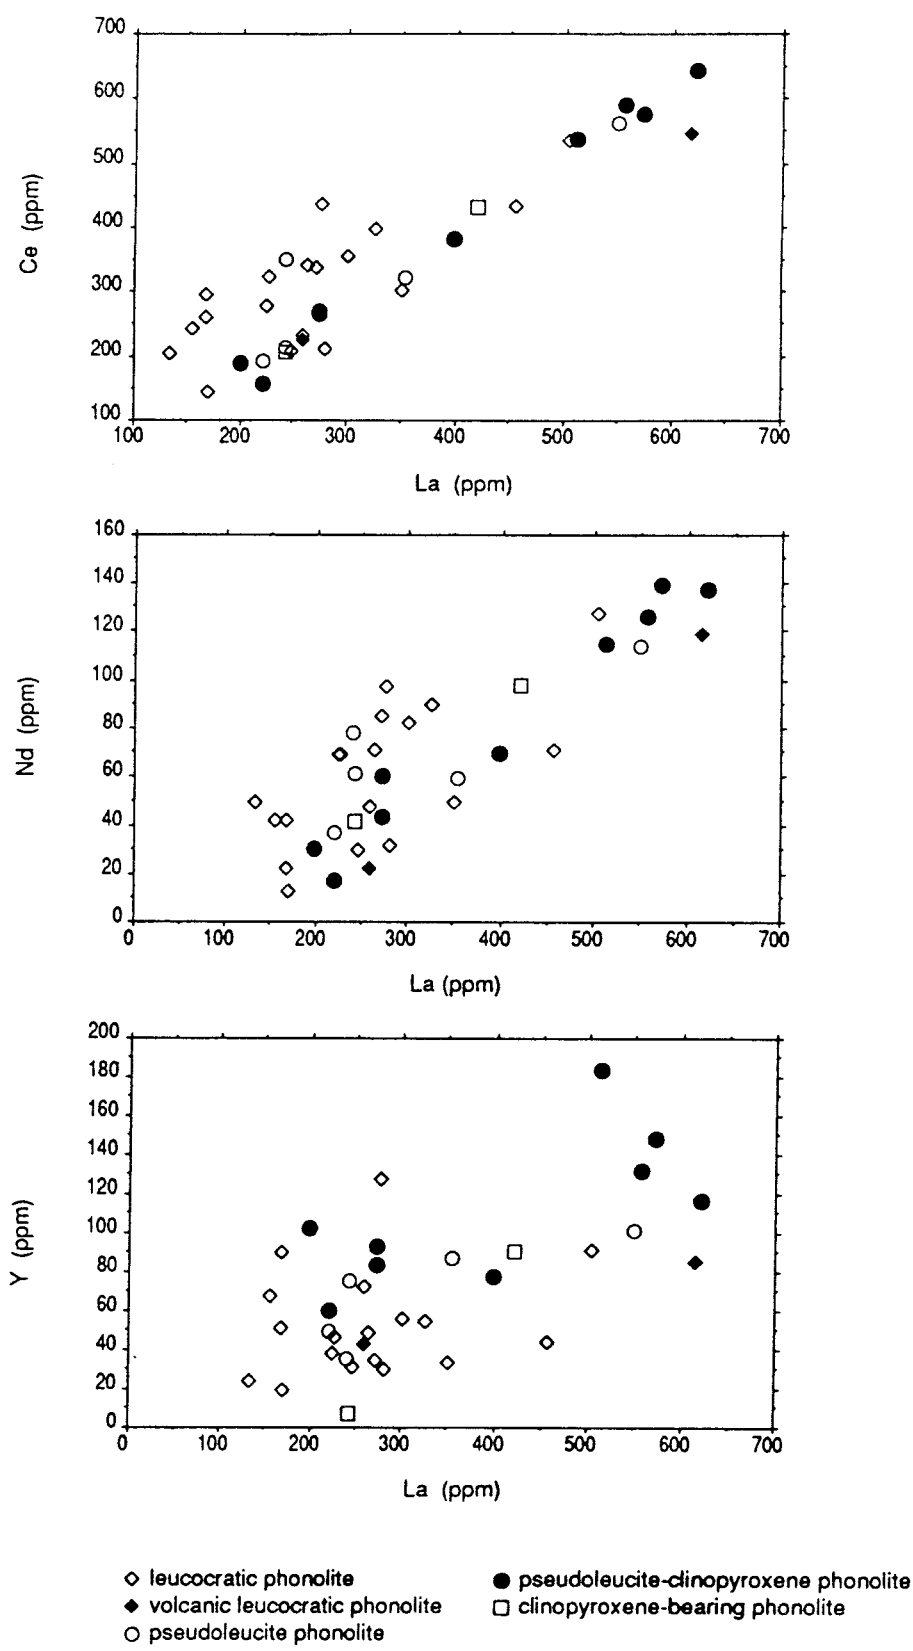 700
600
500
400
300
200
100
Ce (ppm)
100 200 300 400 500 600 700
La (ppm)
160
140
120
100
80
60
40
20
0
Nd (ppm)
0 100 200 300 400 500 600 700
La (ppm)
200
180
160
140
120
100
80
60
40
20
0
Y (ppm)
0 100 200 300 400 500 600 700
La (ppm)
leucocratic phonolite
volcanic leucocratic phonolite
pseudoleucite phonolite
pseudoleucite-clinopyroxene phonolite
clinopyroxene-bearing phonolite